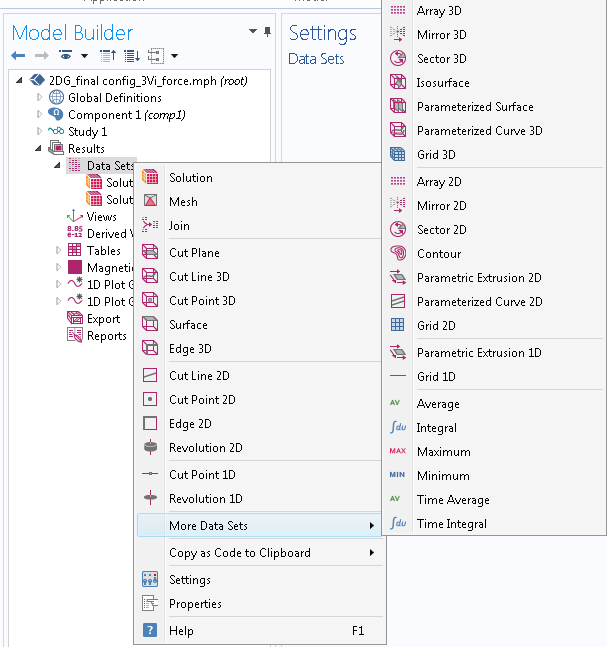 Model Builder
2DG_final config_3Vi_force.mph (root)
Global Definitions
Component 1 (comp1)
Study 1
Results
Data Sets
Solut
Solut
Views
8.85
e-12
Derived V
Tables
Magneti
1D Plot G
1D Plot G
Export
Reports
Settings
Data Sets
Solution
Mesh
Join
Cut Plane
Cut Line 3D
Cut Point 3D
Surface
Edge 3D
Cut Line 2D
Cut Point 2D
Edge 2D
Revolution 2D
Cut Point 1D
Revolution 1D
More Data Sets
Copy as Code to Clipboard
Settings
Properties
? Help F1
Array 3D
Mirror 3D
Sector 3D
Isosurface
Parameterized Surface
Parameterized Curve 3D
Grid 3D
Array 2D
Mirror 2D
Sector 2D
Contour
Parametric Extrusion 2D
Parameterized Curve 2D
Grid 2D
Parametric Extrusion 1D
Grid 1D
AV Average
∫du Integral
MAX Maximum
MIN Minimum
AV Time Average
∫du Time Integral